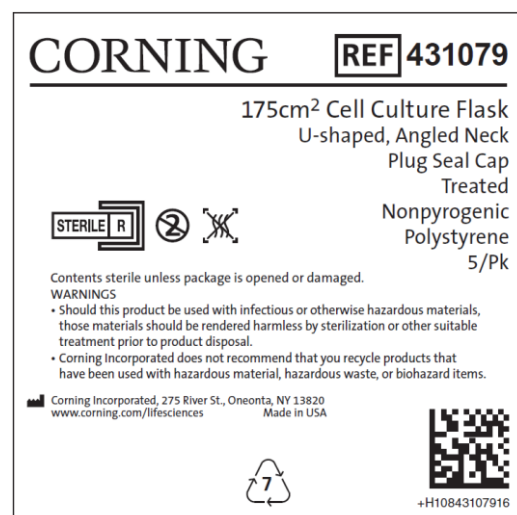 CORNING
REF 431079
175cm² Cell Culture Flask
U-shaped, Angled Neck
Plug Seal Cap
Treated
Nonpyrogenic
Polystyrene
5/Pk
STERILE R
2
Contents sterile unless package is opened or damaged.
WARNINGS
• Should this product be used with infectious or otherwise hazardous materials,
those materials should be rendered harmless by sterilization or other suitable
treatment prior to product disposal.
• Corning Incorporated does not recommend that you recycle products that
have been used with hazardous material, hazardous waste, or biohazard items.
Corning Incorporated, 275 River St., Oneonta, NY 13820
www.corning.com/lifesciences Made in USA
7
+H10843107916